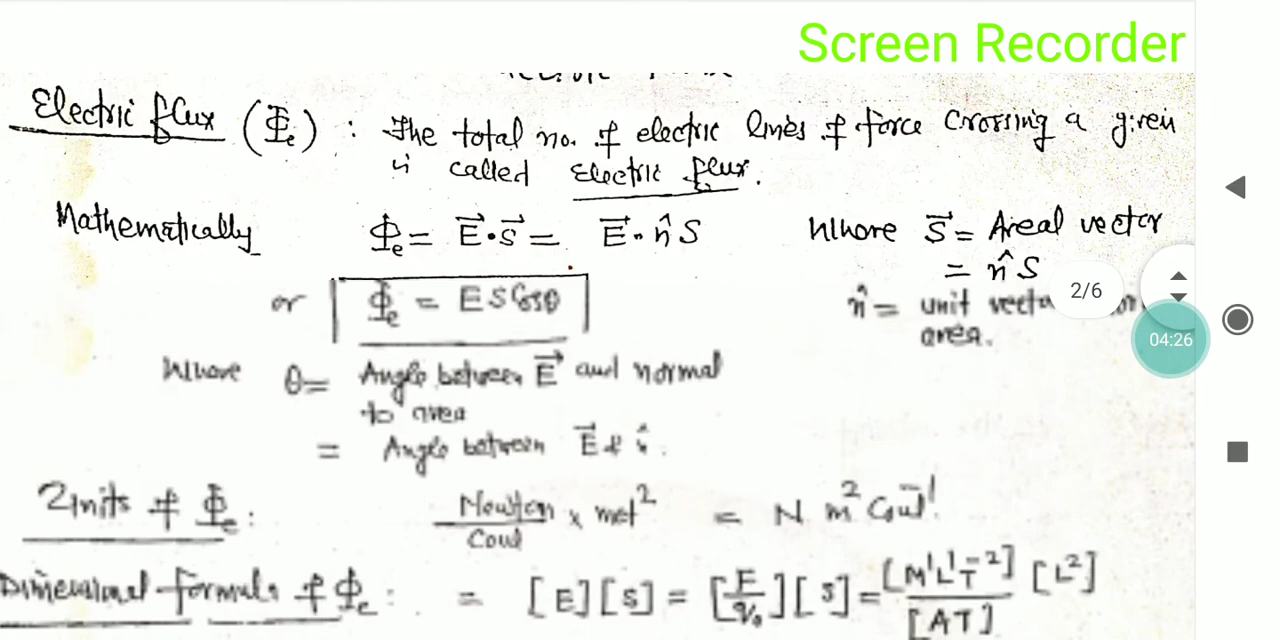 Screen Recorder
Electric flux (Φe) : The total no. of electric lines of force crossing a given
is called Electric flux.
Mathematically Φe = E⃗·s⃗ = E⃗·n̂ S Where S⃗ = Areal vector
= n̂ S
2/6
or Φe = E S Cosθ n̂ = unit vector
area.
04:26
Where θ = Angle between E⃗ and normal
to area
= Angle between E⃗ & n̂.
Units of Φe: Newton/Coul × met² = N m² Coul⁻¹
Dimensional formula of Φe: = [E][S] = [F/q₀][S] = [M¹L¹T⁻²]/[AT] [L²]